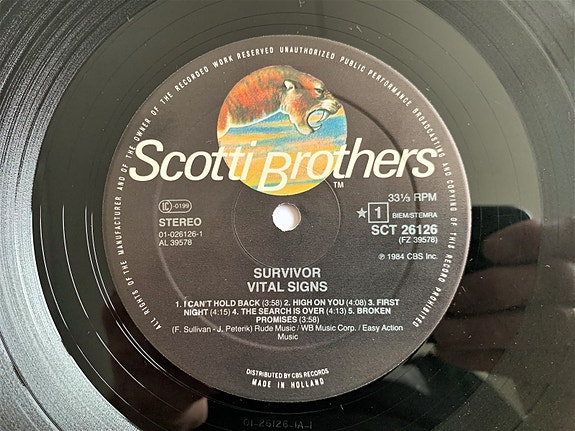 ALL RIGHTS OF THE MANUFACTURER AND OF THE OWNER OF THE RECORDED WORK RESERVED UNAUTHORIZED PUBLIC PERFORMANCE BROADCASTING AND COPYING OF THIS RECORD PROHIBITED
Scotti Brothers
TM
LC -0199
STEREO
01-026126-1
AL 39578
33⅓ RPM
★ 1 BIEM/STEMRA
SCT 26126
(FZ 39578)
℗ 1984 CBS Inc.
SURVIVOR
VITAL SIGNS
1. I CAN'T HOLD BACK (3:58) 2. HIGH ON YOU (4:08) 3. FIRST
NIGHT (4:15) 4. THE SEARCH IS OVER (4:13) 5. BROKEN
PROMISES (3:58)
(F. Sullivan - J. Peterik) Rude Music / WB Music Corp. / Easy Action
Music
DISTRIBUTED BY CBS RECORDS
MADE IN HOLLAND
01-26126-1A-1